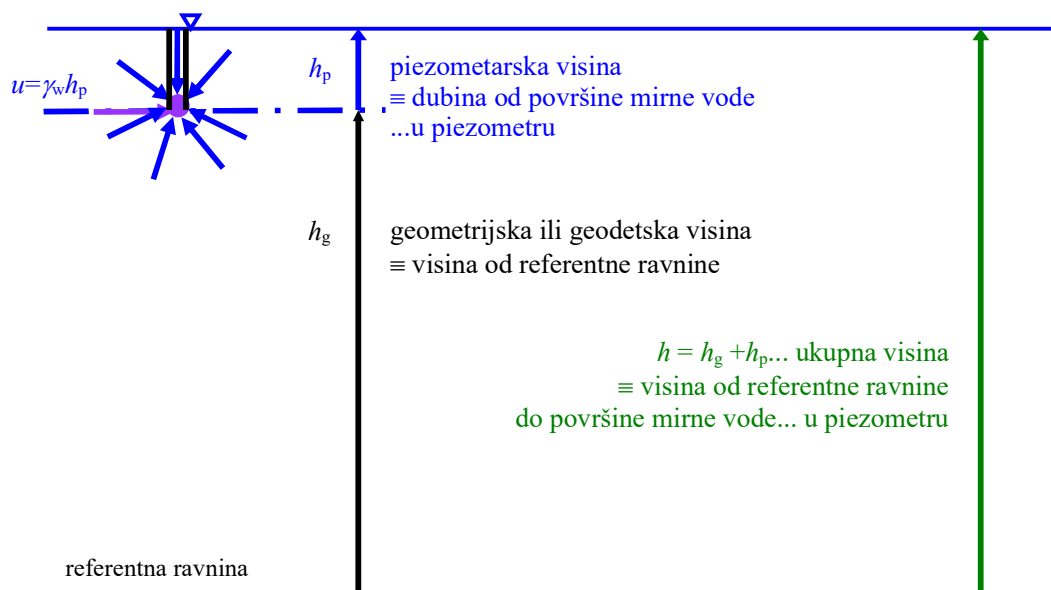 u=γwhp
hp
piezometarska visina
≡ dubina od površine mirne vode
...u piezometru
hg
geometrijska ili geodetska visina
≡ visina od referentne ravnine
h = hg +hp... ukupna visina
≡ visina od referentne ravnine
do površine mirne vode... u piezometru
referentna ravnina